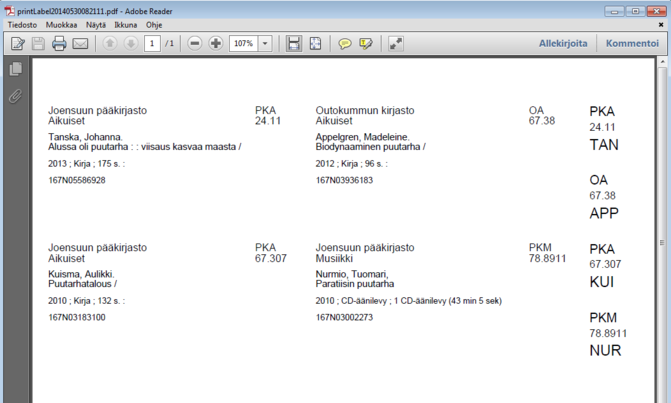 printLabel20140530082111.pdf - Adobe Reader
Tiedosto Muokkaa Näytä Ikkuna Ohje
1 / 1 107% Allekirjoita Kommentoi
Joensuun pääkirjasto PKA
Aikuiset 24.11
Tanska, Johanna.
Alussa oli puutarha : : viisaus kasvaa maasta /
2013 ; Kirja ; 175 s. :
167N05586928
Outokummun kirjasto OA
Aikuiset 67.38
Appelgren, Madeleine.
Biodynaaminen puutarha /
2012 ; Kirja ; 96 s. :
167N03936183
PKA
24.11
TAN
OA
67.38
APP
Joensuun pääkirjasto PKA
Aikuiset 67.307
Kuisma, Aulikki.
Puutarhatalous /
2010 ; Kirja ; 132 s. :
167N03183100
Joensuun pääkirjasto PKM
Musiikki 78.8911
Nurmio, Tuomari,
Paratiisin puutarha
2010 ; CD-äänilevy ; 1 CD-äänilevy (43 min 5 sek)
167N03002273
PKA
67.307
KUI
PKM
78.8911
NUR